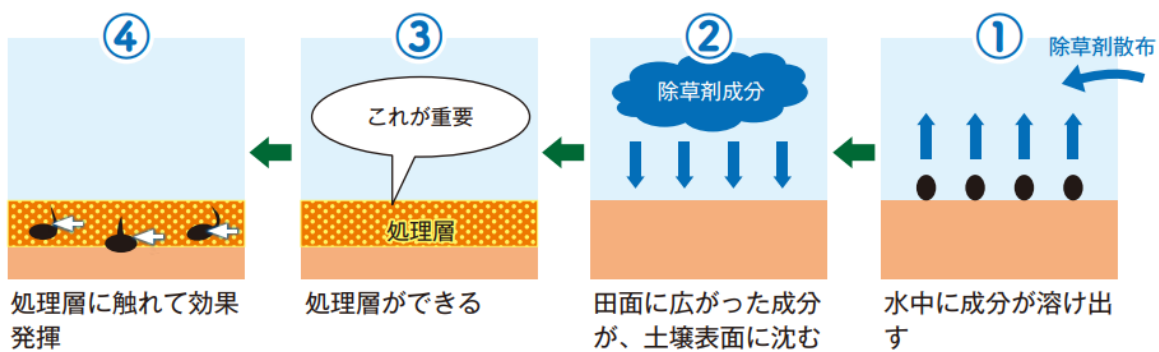 ①
除草剤散布
水中に成分が溶け出
す
②
除草剤成分
田面に広がった成分
が、土壌表面に沈む
③
これが重要
処理層
処理層ができる
④
処理層に触れて効果
発揮